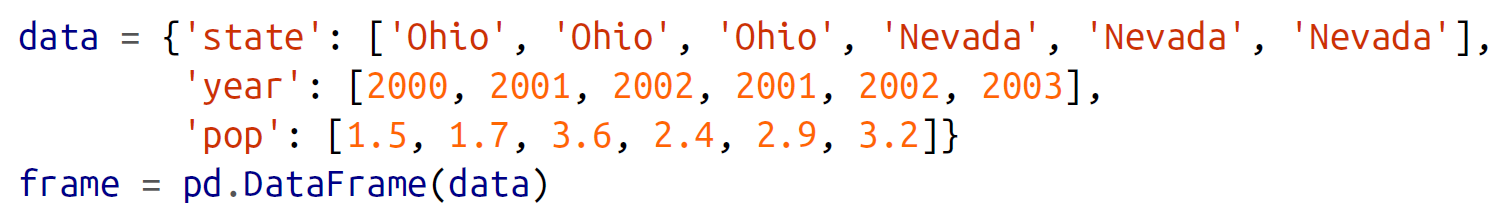 data = {'state': ['Ohio', 'Ohio', 'Ohio', 'Nevada', 'Nevada', 'Nevada'],
        'year': [2000, 2001, 2002, 2001, 2002, 2003],
        'pop': [1.5, 1.7, 3.6, 2.4, 2.9, 3.2]}
frame = pd.DataFrame(data)